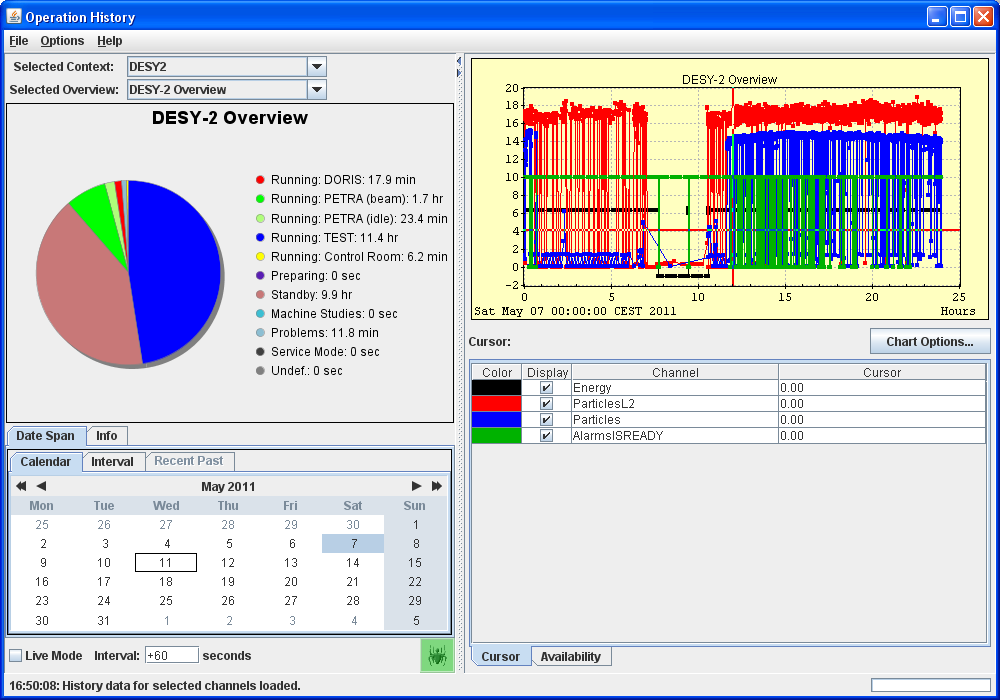 Operation History
File Options Help
Selected Context: DESY2
Selected Overview: DESY-2 Overview
DESY-2 Overview
Running: DORIS: 17.9 min
Running: PETRA (beam): 1.7 hr
Running: PETRA (idle): 23.4 min
Running: TEST: 11.4 hr
Running: Control Room: 6.2 min
Preparing: 0 sec
Standby: 9.9 hr
Machine Studies: 0 sec
Problems: 11.8 min
Service Mode: 0 sec
Undef.: 0 sec
Date Span Info
Calendar Interval Recent Past
May 2011
Mon Tue Wed Thu Fri Sat Sun
25 26 27 28 29 30 1
2 3 4 5 6 7 8
9 10 11 12 13 14 15
16 17 18 19 20 21 22
23 24 25 26 27 28 29
30 31 1 2 3 4 5
Live Mode Interval: +60 seconds
DESY-2 Overview
20
18
16
14
12
10
8
6
4
2
0
-2
0 5 10 15 20 25
Sat May 07 00:00:00 CEST 2011 Hours
Cursor: Chart Options...
Color Display Channel Cursor
Energy 0.00
ParticlesL2 0.00
Particles 0.00
AlarmsISREADY 0.00
Cursor Availability
16:50:08: History data for selected channels loaded.